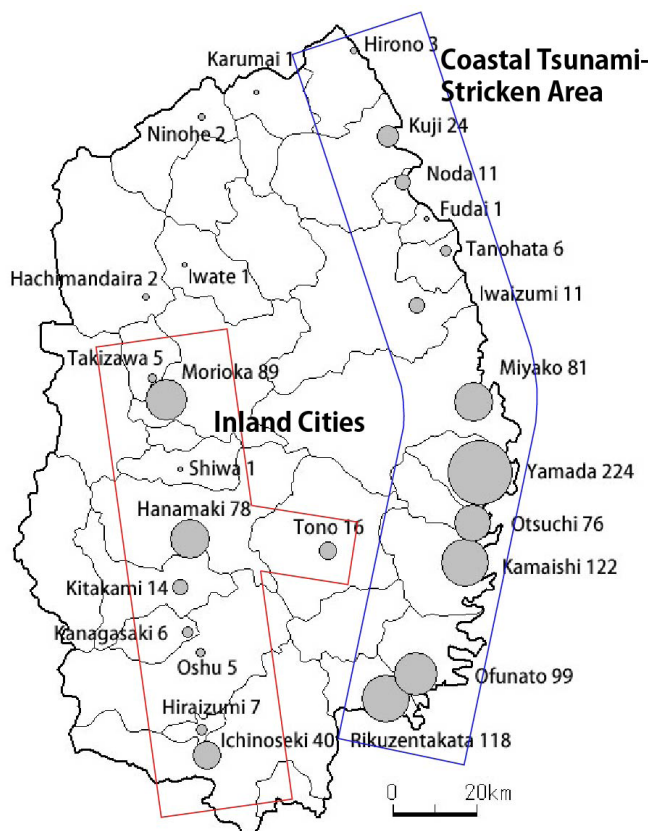 Hirono 3
Karumai 1
Coastal Tsunami-
Stricken Area
Ninohe 2
Kuji 24
Noda 11
Fudai 1
Tanohata 6
Iwate 1
Hachimandaira 2
Iwaizumi 11
Takizawa 5
Morioka 89
Miyako 81
Inland Cities
Shiwa 1
Yamada 224
Hanamaki 78
Tono 16
Otsuchi 76
Kamaishi 122
Kitakami 14
Kanagasaki 6
Oshu 5
Ofunato 99
Hiraizumi 7
Ichinoseki 40
Rikuzentakata 118
0 20km